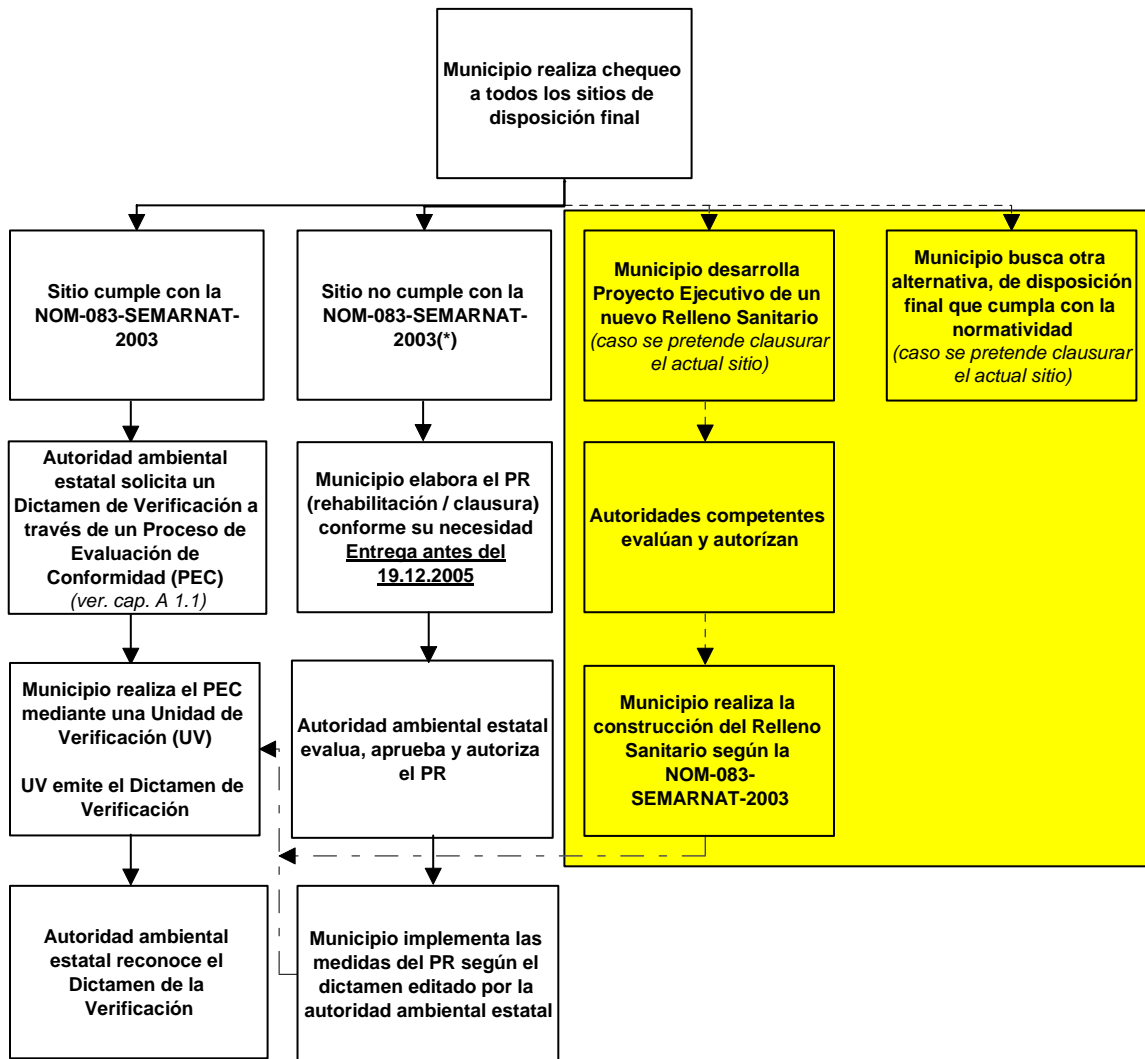 Municipio realiza chequeo
a todos los sitios de
disposición final
Sitio cumple con la
NOM-083-SEMARNAT-
2003
Sitio no cumple con la
NOM-083-SEMARNAT-
2003(*)
Municipio desarrolla
Proyecto Ejecutivo de un
nuevo Relleno Sanitario
(caso se pretende clausurar
el actual sitio)
Municipio busca otra
alternativa, de disposición
final que cumpla con la
normatividad
(caso se pretende clausurar
el actual sitio)
Autoridad ambiental
estatal solicita un
Dictamen de Verificación a
través de un Proceso de
Evaluación de
Conformidad (PEC)
(ver. cap. A 1.1)
Municipio elabora el PR
(rehabilitación / clausura)
conforme su necesidad
Entrega antes del
19.12.2005
Autoridades competentes
evalúan y autorízan
Municipio realiza el PEC
mediante una Unidad de
Verificación (UV)
UV emite el Dictamen de
Verificación
Autoridad ambiental estatal
evalua, aprueba y autoriza
el PR
Municipio realiza la
construcción del Relleno
Sanitario según la
NOM-083-
SEMARNAT-2003
Autoridad ambiental
estatal reconoce el
Dictamen de la
Verificación
Municipio implementa las
medidas del PR según el
dictamen editado por la
autoridad ambiental estatal